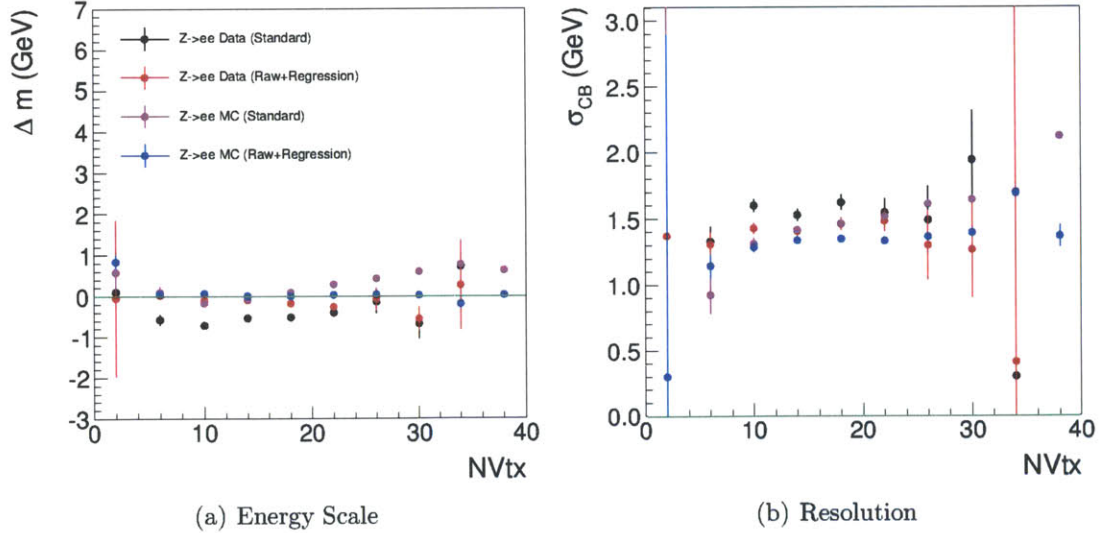 Δ m (GeV)
7
6
5
4
3
2
1
0
-1
-2
-3
Z->ee Data (Standard)
Z->ee Data (Raw+Regression)
Z->ee MC (Standard)
Z->ee MC (Raw+Regression)
0 10 20 30 40
NVtx
(a) Energy Scale
σCB (GeV)
3.0
2.5
2.0
1.5
1.0
0.5
0.0
0 10 20 30 40
NVtx
(b) Resolution